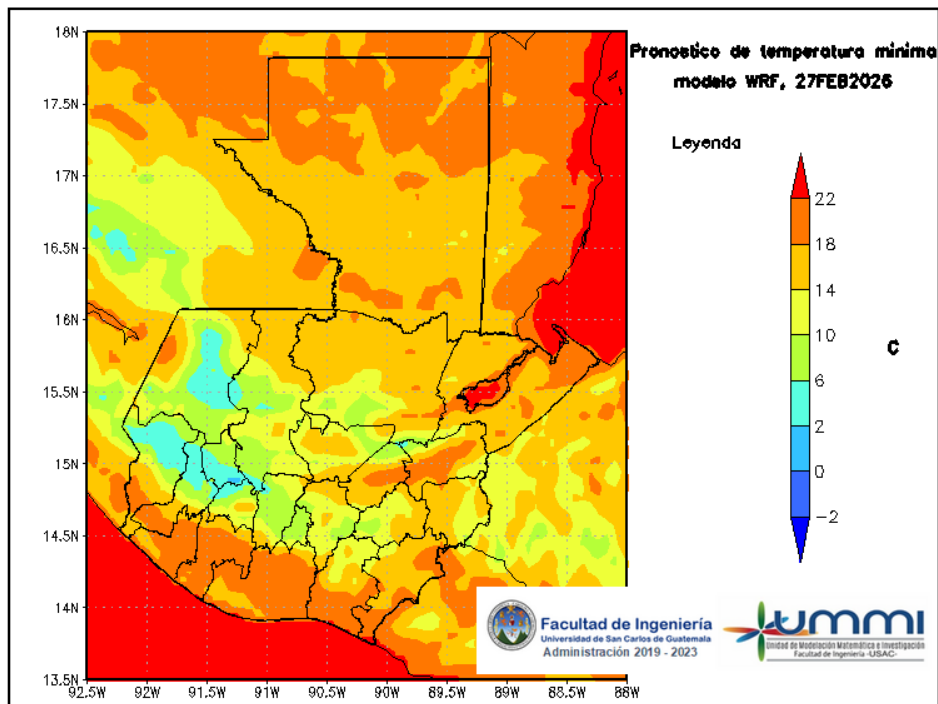 Pronostico de temperatura minima
modelo WRF, 27FEB2026
Leyenda
22
18
14
10
6
2
0
−2
C
18N
17.5N
17N
16.5N
16N
15.5N
15N
14.5N
14N
13.5N
92.5W 92W 91.5W 91W 90.5W 90W 89.5W 89W 88.5W 88W
Facultad de Ingeniería
Universidad de San Carlos de Guatemala
Administración 2019 - 2023
UMMI
Unidad de Modelación Matemática e Investigación
Facultad de Ingeniería -USAC-